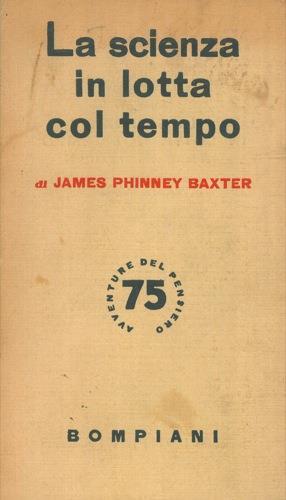 La scienza
in lotta
col tempo
di JAMES PHINNEY BAXTER
AVVENTURE DEL PENSIERO
75
BOMPIANI